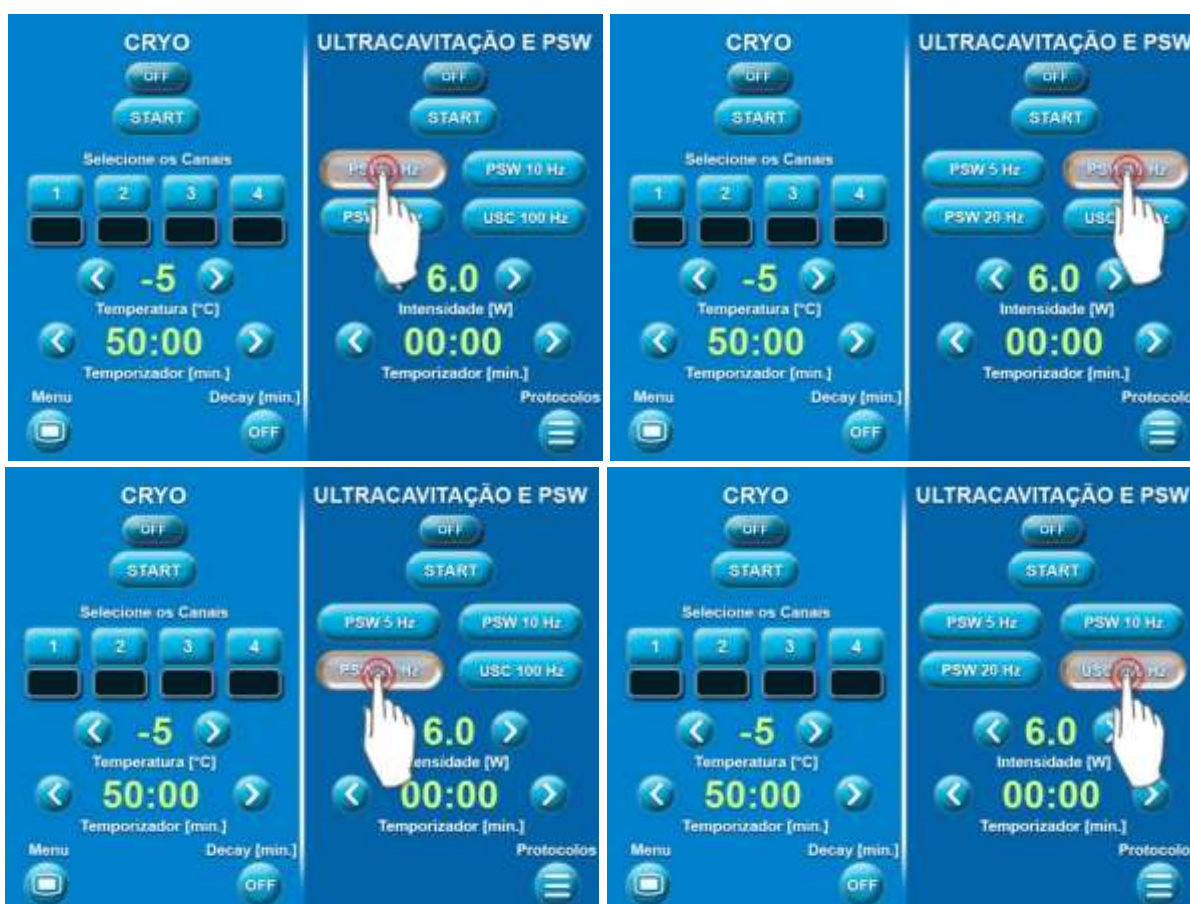 CRYO
OFF
START
Selecione os Canais
1 2 3 4
-5
Temperatura [°C]
50:00
Temporizador [min.]
Menu
Decay [min.]
OFF
ULTRACAVITAÇÃO E PSW
OFF
START
PSW Hz
PSW 10 Hz
USC 100 Hz
6.0
Intensidade [W]
00:00
Temporizador [min.]
Protocolos
CRYO
OFF
START
Selecione os Canais
1 2 3 4
-5
Temperatura [°C]
50:00
Temporizador [min.]
Menu
Decay [min.]
OFF
ULTRACAVITAÇÃO E PSW
OFF
START
PSW 5 Hz
PSW 20 Hz
USC
6.0
Intensidade [W]
00:00
Temporizador [min.]
Protocolo
CRYO
OFF
START
Selecione os Canais
1 2 3 4
-5
Temperatura [°C]
50:00
Temporizador [min.]
Menu
Decay [min.]
OFF
ULTRACAVITAÇÃO E PSW
OFF
START
PSW 5 Hz PSW 10 Hz
USC 100 Hz
6.0
[W]
00:00
Temporizador [min.]
Protocolos
CRYO
OFF
START
Selecione os Canais
1 2 3 4
-5
Temperatura [°C]
50:00
Temporizador [min.]
Menu
Decay [min.]
OFF
ULTRACAVITAÇÃO E PSW
OFF
START
PSW 5 Hz PSW 10 Hz
PSW 20 Hz
6.0
Intensidade [W]
00:00
Temporizador [min.]
Protocolo